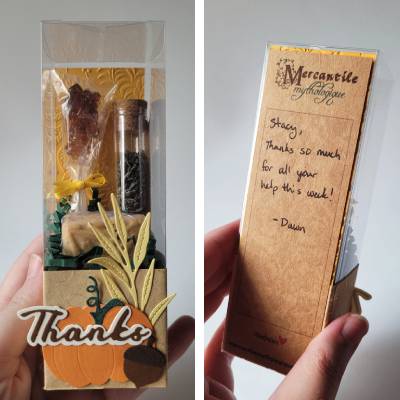 Thanks
Mercantile
mythologique
Stacy,
Thanks so much
for all your
help this week!
-Dawn